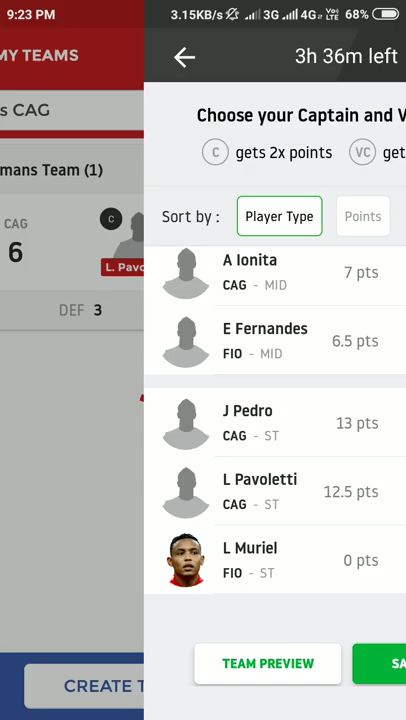 9:23 PM
3.15KB/s 3G 4G VoLTE 68%
MY TEAMS
3h 36m left
s CAG
Choose your Captain and V
C gets 2x points VC get
mans Team (1)
CAG
6
C
L. Pavo
DEF 3
Sort by : Player Type Points
A Ionita
CAG - MID
7 pts
E Fernandes
FIO - MID
6.5 pts
J Pedro
CAG - ST
13 pts
L Pavoletti
CAG - ST
12.5 pts
L Muriel
FIO - ST
0 pts
TEAM PREVIEW
SA
CREATE T